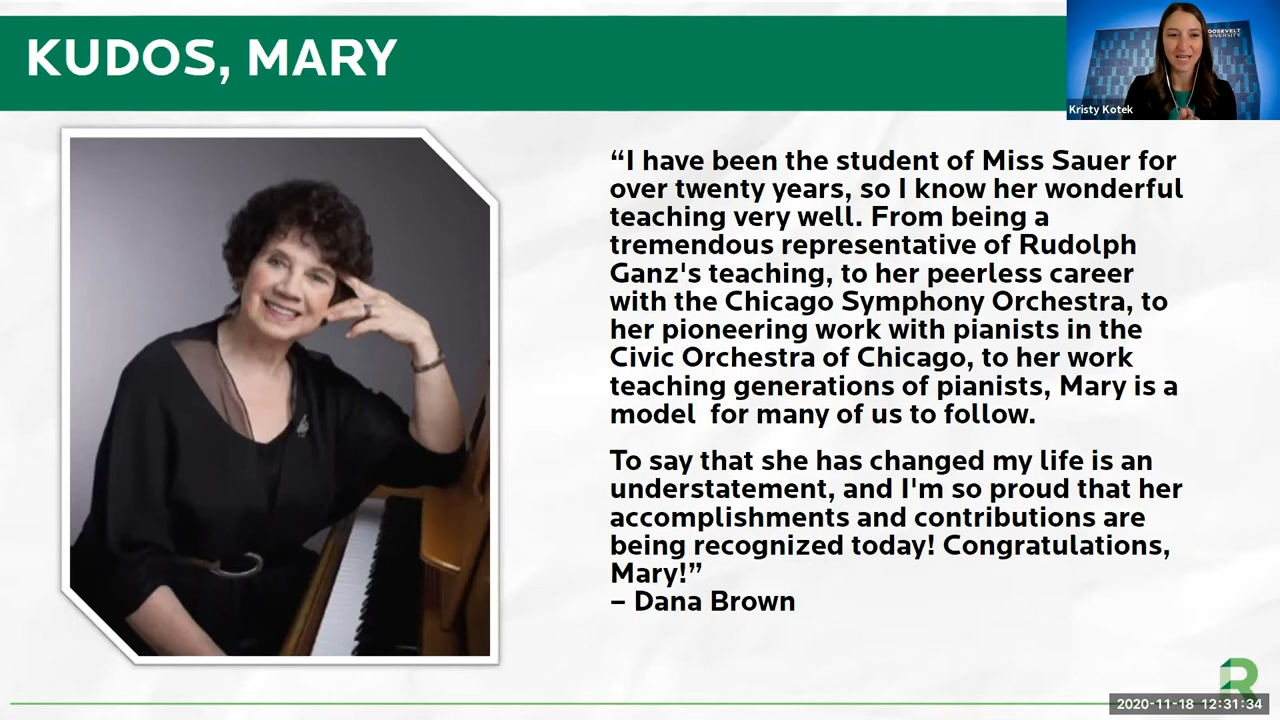 KUDOS, MARY
OOSEVELT
NIVERSITY
Kristy Kotek
“I have been the student of Miss Sauer for
over twenty years, so I know her wonderful
teaching very well. From being a
tremendous representative of Rudolph
Ganz's teaching, to her peerless career
with the Chicago Symphony Orchestra, to
her pioneering work with pianists in the
Civic Orchestra of Chicago, to her work
teaching generations of pianists, Mary is a
model  for many of us to follow.
To say that she has changed my life is an
understatement, and I'm so proud that her
accomplishments and contributions are
being recognized today! Congratulations,
Mary!”
– Dana Brown
R
2020-11-18 12:31:34